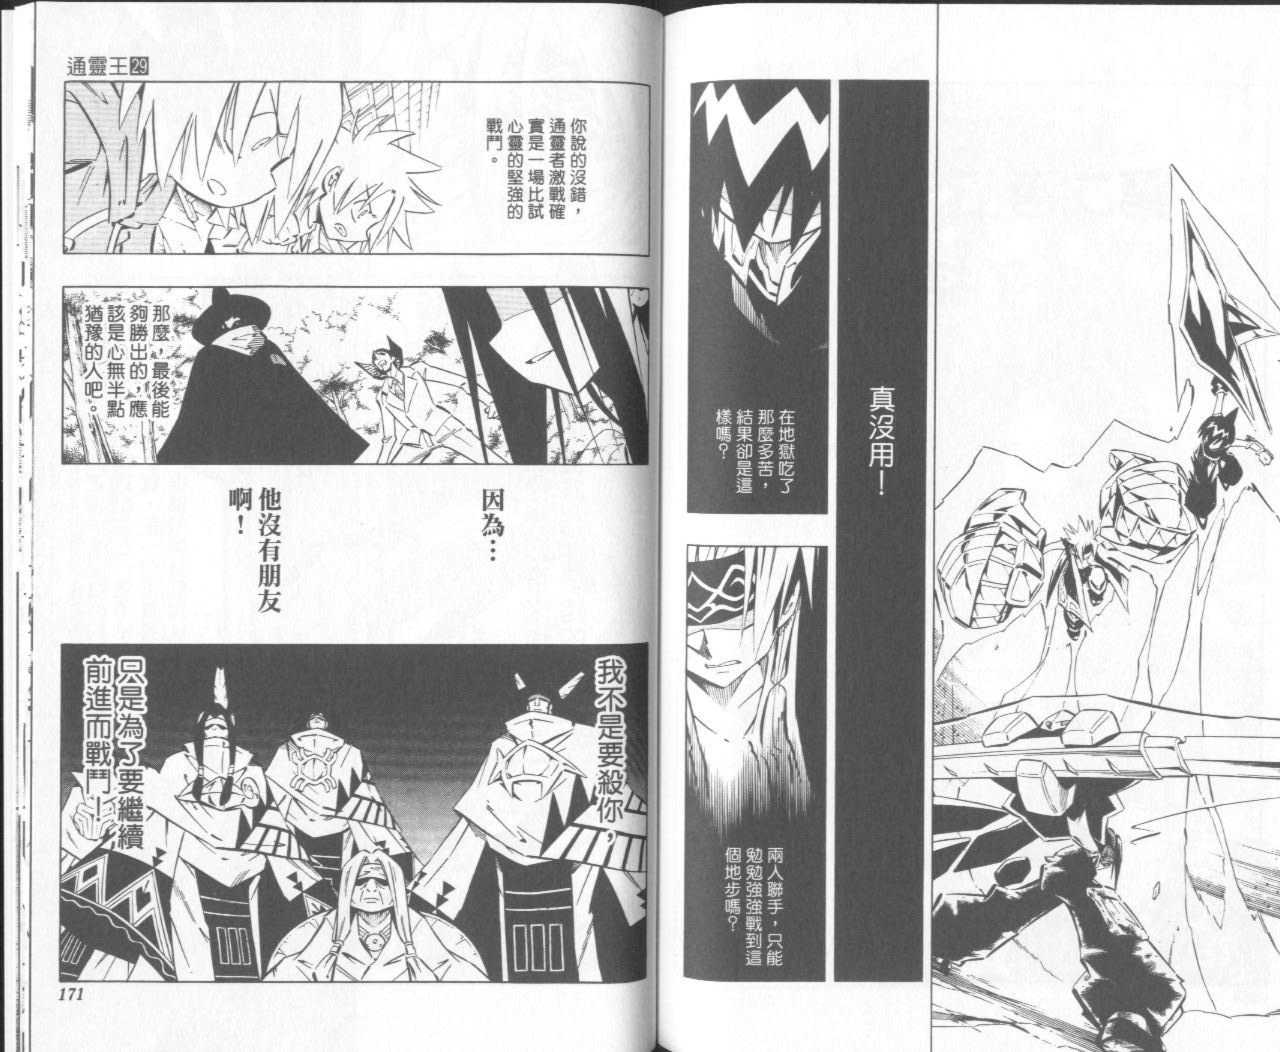 真沒用！
在地獄吃了
那麼多苦，
結果卻是這
樣嗎？
兩人聯手，只能
勉勉強強戰到這
個地步嗎？
通靈王29
你說的沒錯，
通靈者激戰確
實是一場比試
心靈的堅強的
戰鬥。
那麼，最後能
夠勝出的，應
該是心無半點
猶豫的人吧。
因為…
他沒有朋友
啊！
我不是要殺你，
只是為了要繼續
前進而戰鬥！
171